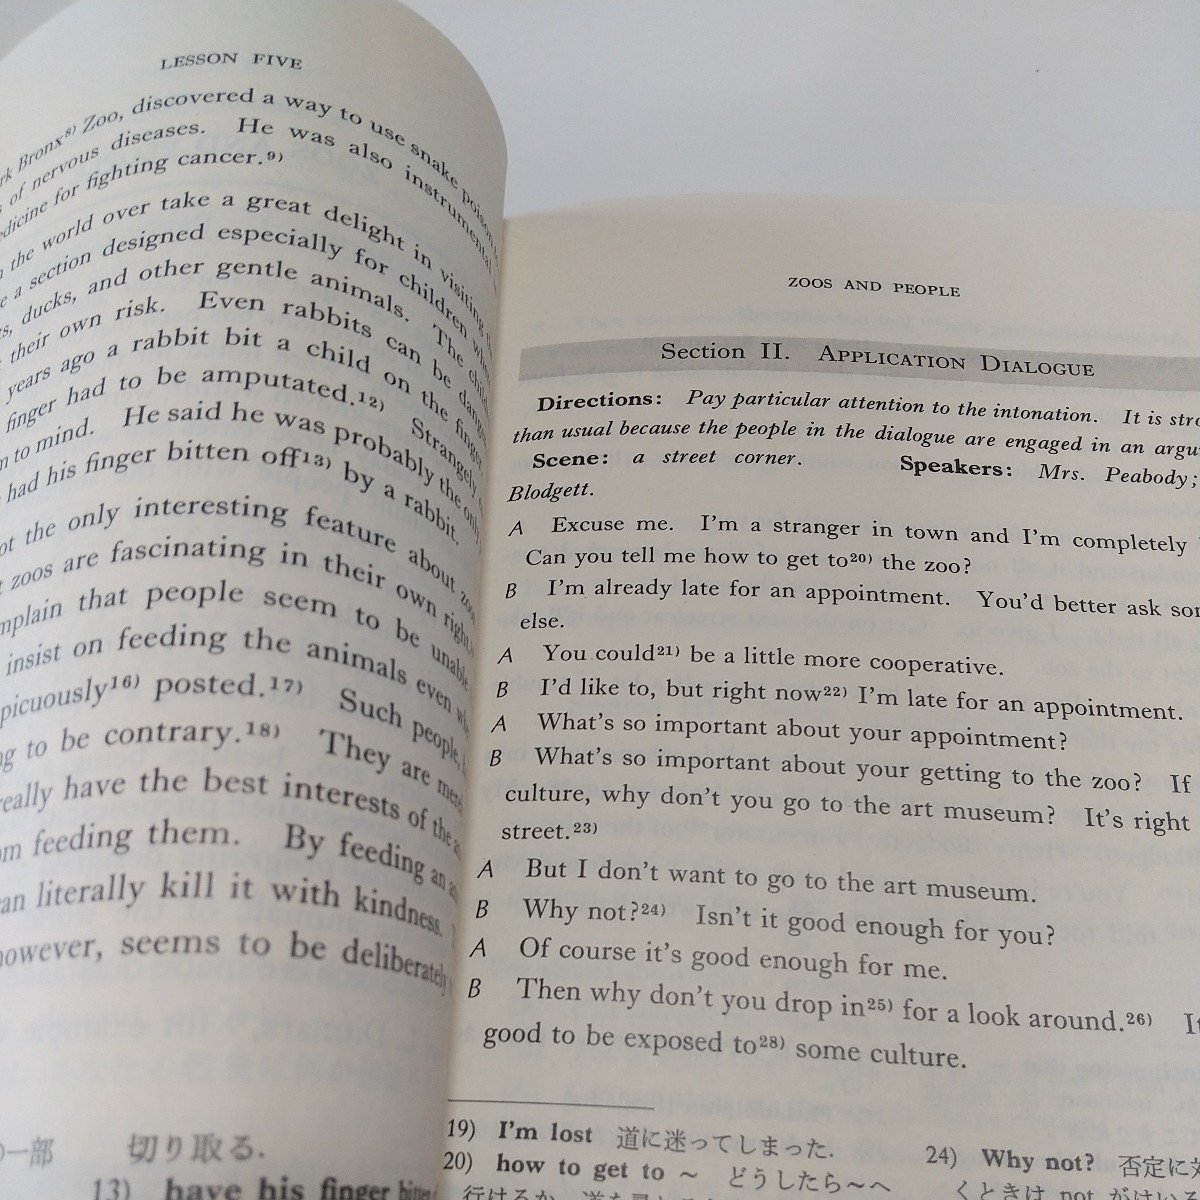 LESSON FIVE
Bronx8) Zoo, discovered a way to use snake poison
of nervous diseases. He was also instrumental
for fighting cancer.9)
the world over take a great delight in visiting
a section designed especially for children
ducks, and other gentle animals. The
their own risk. Even rabbits can be
years ago a rabbit bit a child on the finger
finger had to be amputated.12) Strangely
to mind. He said he was probably the only
had his finger bitten off13) by a rabbit.
the only interesting feature about
zoos are fascinating in their own right
that people seem to be unable
insist on feeding the animals even
posted.17) Such people,
to be contrary.18) They are
have the best interests of the
feeding them. By feeding an
literally kill it with kindness.
seems to be deliberately
一部 切り取る.
13) have his finger
ZOOS AND PEOPLE
Section II. APPLICATION DIALOGUE
Directions: Pay particular attention to the intonation. It is
than usual because the people in the dialogue are engaged in an
Scene: a street corner. Speakers: Mrs. Peabody;
Blodgett.
A Excuse me. I'm a stranger in town and I'm completely
Can you tell me how to get to20) the zoo?
B I'm already late for an appointment. You'd better ask
else.
A You could21) be a little more cooperative.
B I'd like to, but right now22) I'm late for an appointment.
A What's so important about your appointment?
B What's so important about your getting to the zoo? If
culture, why don't you go to the art museum? It's right
street.23)
A But I don't want to go to the art museum.
B Why not?24) Isn't it good enough for you?
A Of course it's good enough for me.
B Then why don't you drop in25) for a look around.26)
good to be exposed to28) some culture.
19) I'm lost 道に迷ってしまった.
20) how to get to ～ どうしたら～へ
24) Why not? 否定に
くときは not